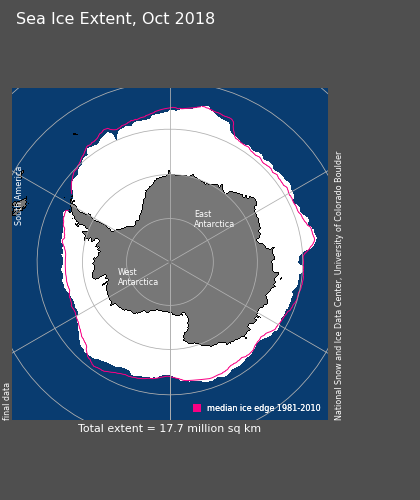 Sea Ice Extent, Oct 2018
South America
East
Antarctica
West
Antarctica
National Snow and Ice Data Center, University of Colorado Boulder
final data
median ice edge 1981-2010
Total extent = 17.7 million sq km